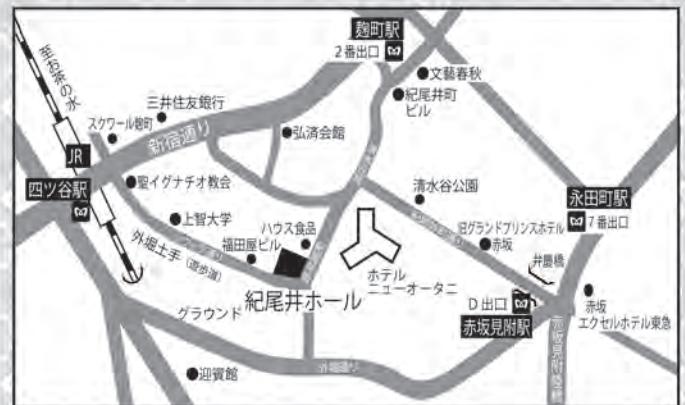 麹町駅
2番出口
至お茶の水
文藝春秋
三井住友銀行
紀尾井町
ビル
スクワール麹町
新宿通り
弘済会館
JR
四ツ谷駅
聖イグナチオ教会
清水谷公園
永田町駅
7番出口
上智大学
ハウス食品
旧グランドプリンスホテル
赤坂
福田屋ビル
外堀土手(遊歩道)
ホテル
ニューオータニ
弁慶橋
紀尾井ホール
D出口
赤坂見附駅
赤坂
エクセルホテル東急
グラウンド
外堀通り
迎賓館